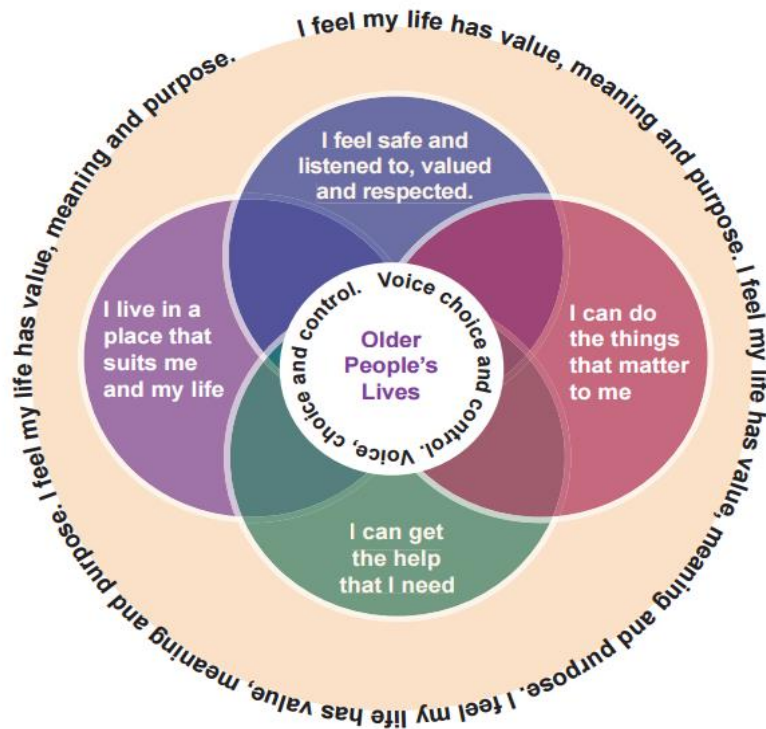 I feel my life has value, meaning and purpose. I feel my life has value, meaning and purpose. I feel my life has value, meaning and purpose. I feel my life has value, meaning and purpose.
I feel safe and
listened to, valued
and respected.
I live in a
place that
suits me
and my life
Voice choice and control. Voice, choice and control.
Older
People’s
Lives
I can do
the things
that matter
to me
I can get
the help
that I need